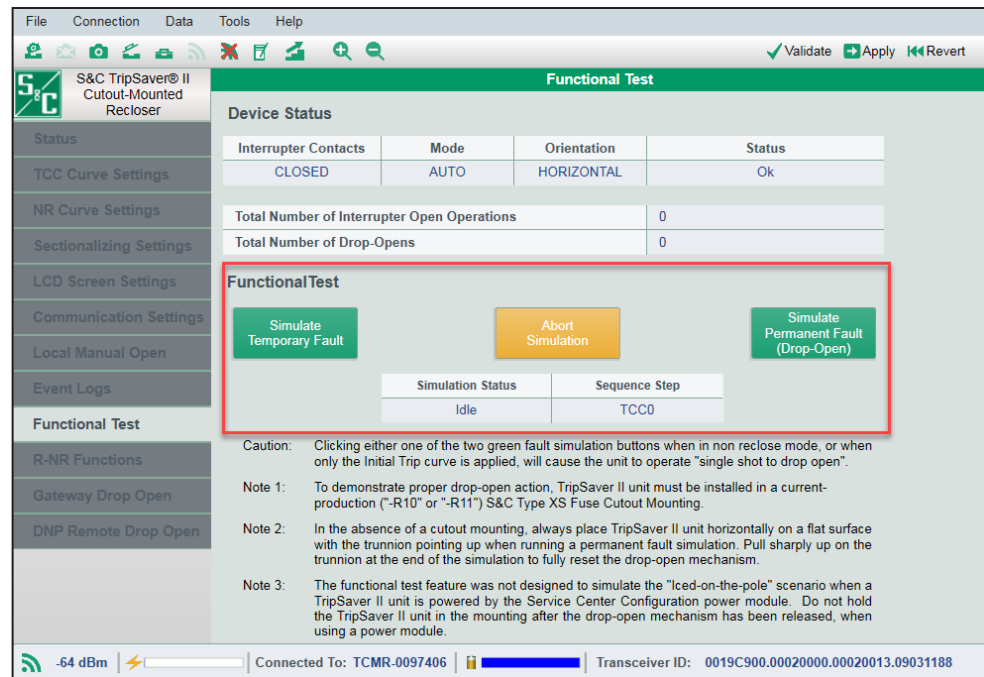 File Connection Data Tools Help
Validate Apply Revert
S&C
S&C TripSaver® II
Cutout-Mounted
Recloser
Status
TCC Curve Settings
NR Curve Settings
Sectionalizing Settings
LCD Screen Settings
Communication Settings
Local Manual Open
Event Logs
Functional Test
R-NR Functions
Gateway Drop Open
DNP Remote Drop Open
Functional Test
Device Status
Interrupter Contacts Mode Orientation Status
CLOSED AUTO HORIZONTAL Ok
Total Number of Interrupter Open Operations 0
Total Number of Drop-Opens 0
FunctionalTest
Simulate
Temporary Fault
Abort
Simulation
Simulate
Permanent Fault
(Drop-Open)
Simulation Status Sequence Step
Idle TCC0
Caution: Clicking either one of the two green fault simulation buttons when in non reclose mode, or when
only the Initial Trip curve is applied, will cause the unit to operate "single shot to drop open".
Note 1: To demonstrate proper drop-open action, TripSaver II unit must be installed in a current-
production ("-R10" or "-R11") S&C Type XS Fuse Cutout
Mounting.
Note 2: In the absence of a cutout mounting, always place TripSaver II unit horizontally on a flat surface
with the trunnion pointing up when running a permanent fault simulation. Pull sharply up on the
trunnion at the end of the simulation to fully reset the drop-open mechanism.
Note 3: The functional test feature was not designed to simulate the "Iced-on-the-pole" scenario when a
TripSaver II unit is powered by the Service Center Configuration power module. Do not hold
the TripSaver II unit in the mounting after the drop-open mechanism has been released, when
using a power module.
-64 dBm Connected To: TCMR-0097406 Transceiver ID: 0019C900.00020000.00020013.09031188